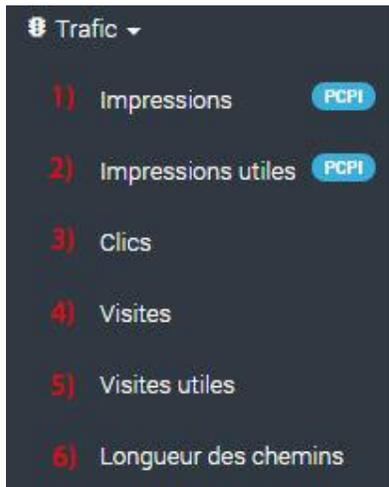 Trafic
1) Impressions PCPI
2) Impressions utiles PCPI
3) Clics
4) Visites
5) Visites utiles
6) Longueur des chemins